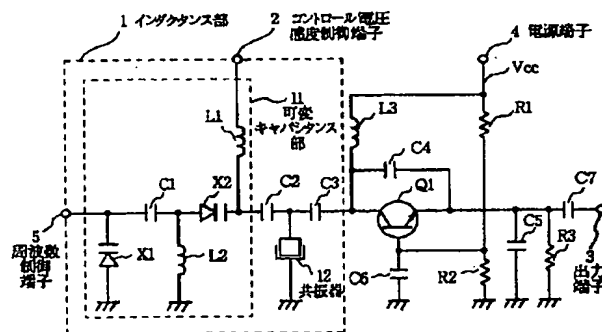 1 インダクタンス部
2 コントロール電圧
感度制御端子
4 電源端子
Vcc
11
可変
キャパシタンス
部
L1
L3
R1
C4
C1
X2
C2
C3
Q1
C7
5
周波数
制御
端子
X1
L2
12
共振器
C6
R2
C5
R3
3
出力
端子